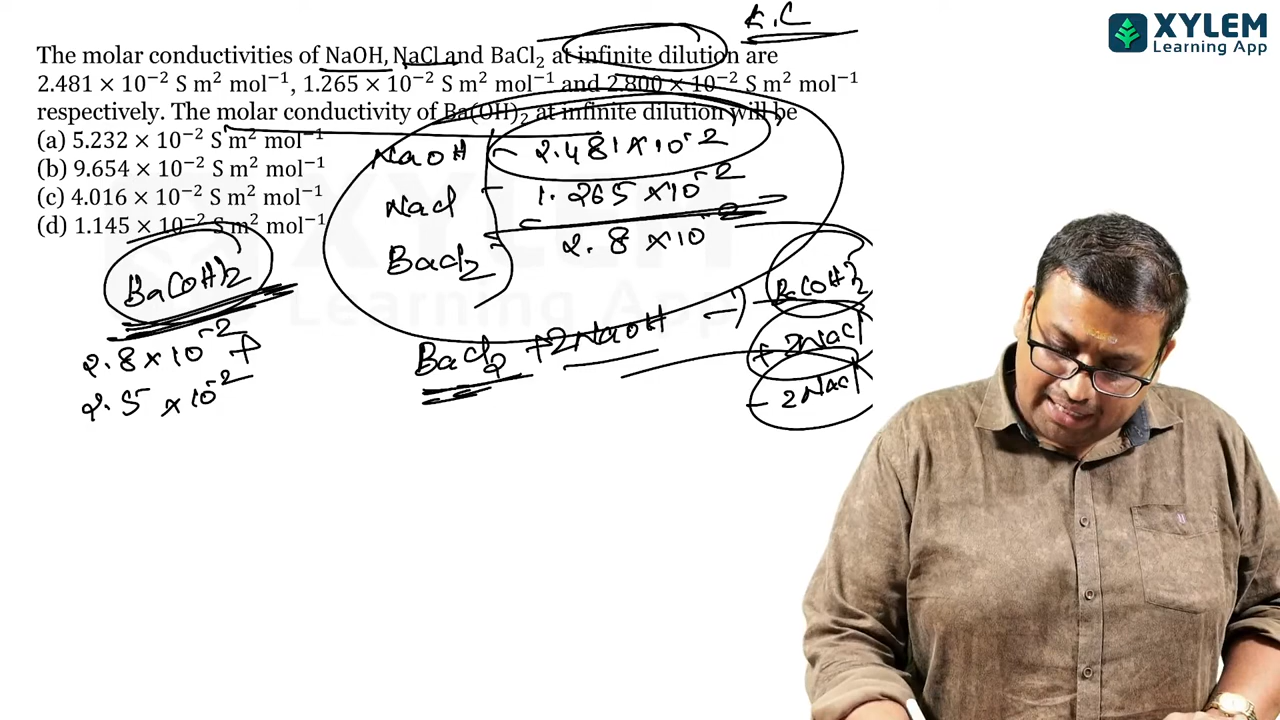 K.C
XYLEM
Learning App
The molar conductivities of NaOH, NaCl and BaCl₂ at infinite dilution are
2.481 × 10⁻² S m² mol⁻¹, 1.265 × 10⁻² S m² mol⁻¹ and 2.800 × 10⁻² S m² mol⁻¹
respectively. The molar conductivity of Ba(OH)₂ at infinite dilution will be
(a) 5.232 × 10⁻² S m² mol⁻¹
(b) 9.654 × 10⁻² S m² mol⁻¹
(c) 4.016 × 10⁻² S m² mol⁻¹
(d) 1.145 × 10⁻² S m² mol⁻¹
NaOH - 2.481×10⁻²
NaCl - 1.265×10⁻²
BaCl₂ - 2.8×10⁻²
Ba(OH)₂
2.8×10⁻² +
2.5×10⁻²
BaCl₂ + 2NaOH → Ba(OH)₂
+ 2NaCl
- 2NaCl
XYLEM
Learning App